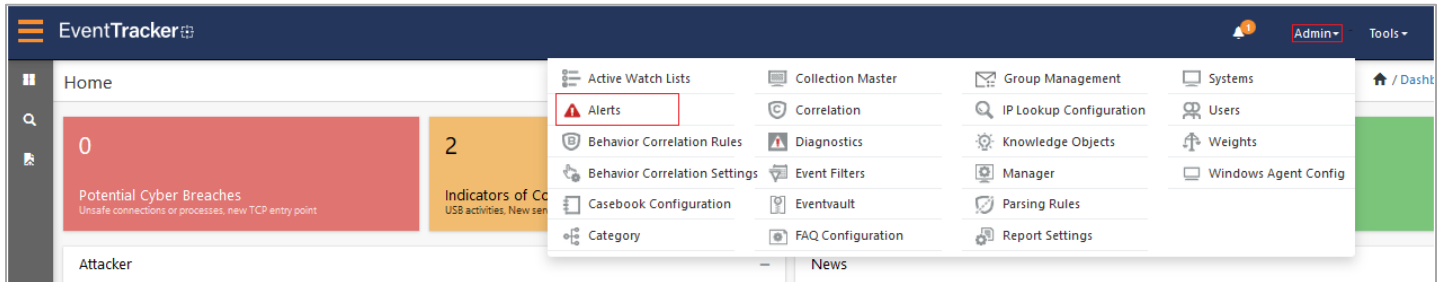 EventTracker
1
Admin
Tools
Home
/ Dashb
Active Watch Lists
Collection Master
Group Management
Systems
Alerts
Correlation
IP Lookup Configuration
Users
Behavior Correlation Rules
Diagnostics
Knowledge Objects
Weights
Behavior Correlation Settings
Event Filters
Manager
Windows Agent Config
Casebook Configuration
Eventvault
Parsing Rules
Category
FAQ Configuration
Report Settings
0
Potential Cyber Breaches
Unsafe connections or processes, new TCP entry point
2
Indicators of Co
USB activities, New ser
Attacker
News